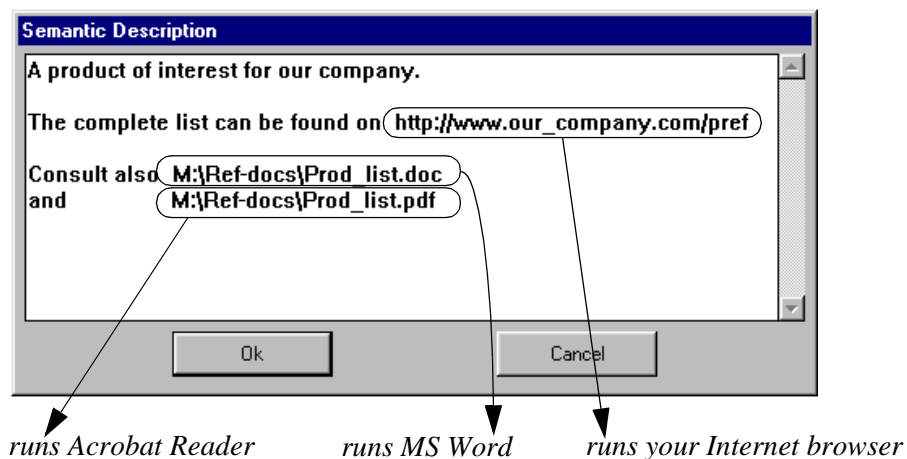 Semantic Description
A product of interest for our company.
The complete list can be found on http://www.our_company.com/pref
Consult also M:\Ref-docs\Prod_list.doc
and M:\Ref-docs\Prod_list.pdf
Ok Cancel
runs Acrobat Reader runs MS Word runs your Internet browser